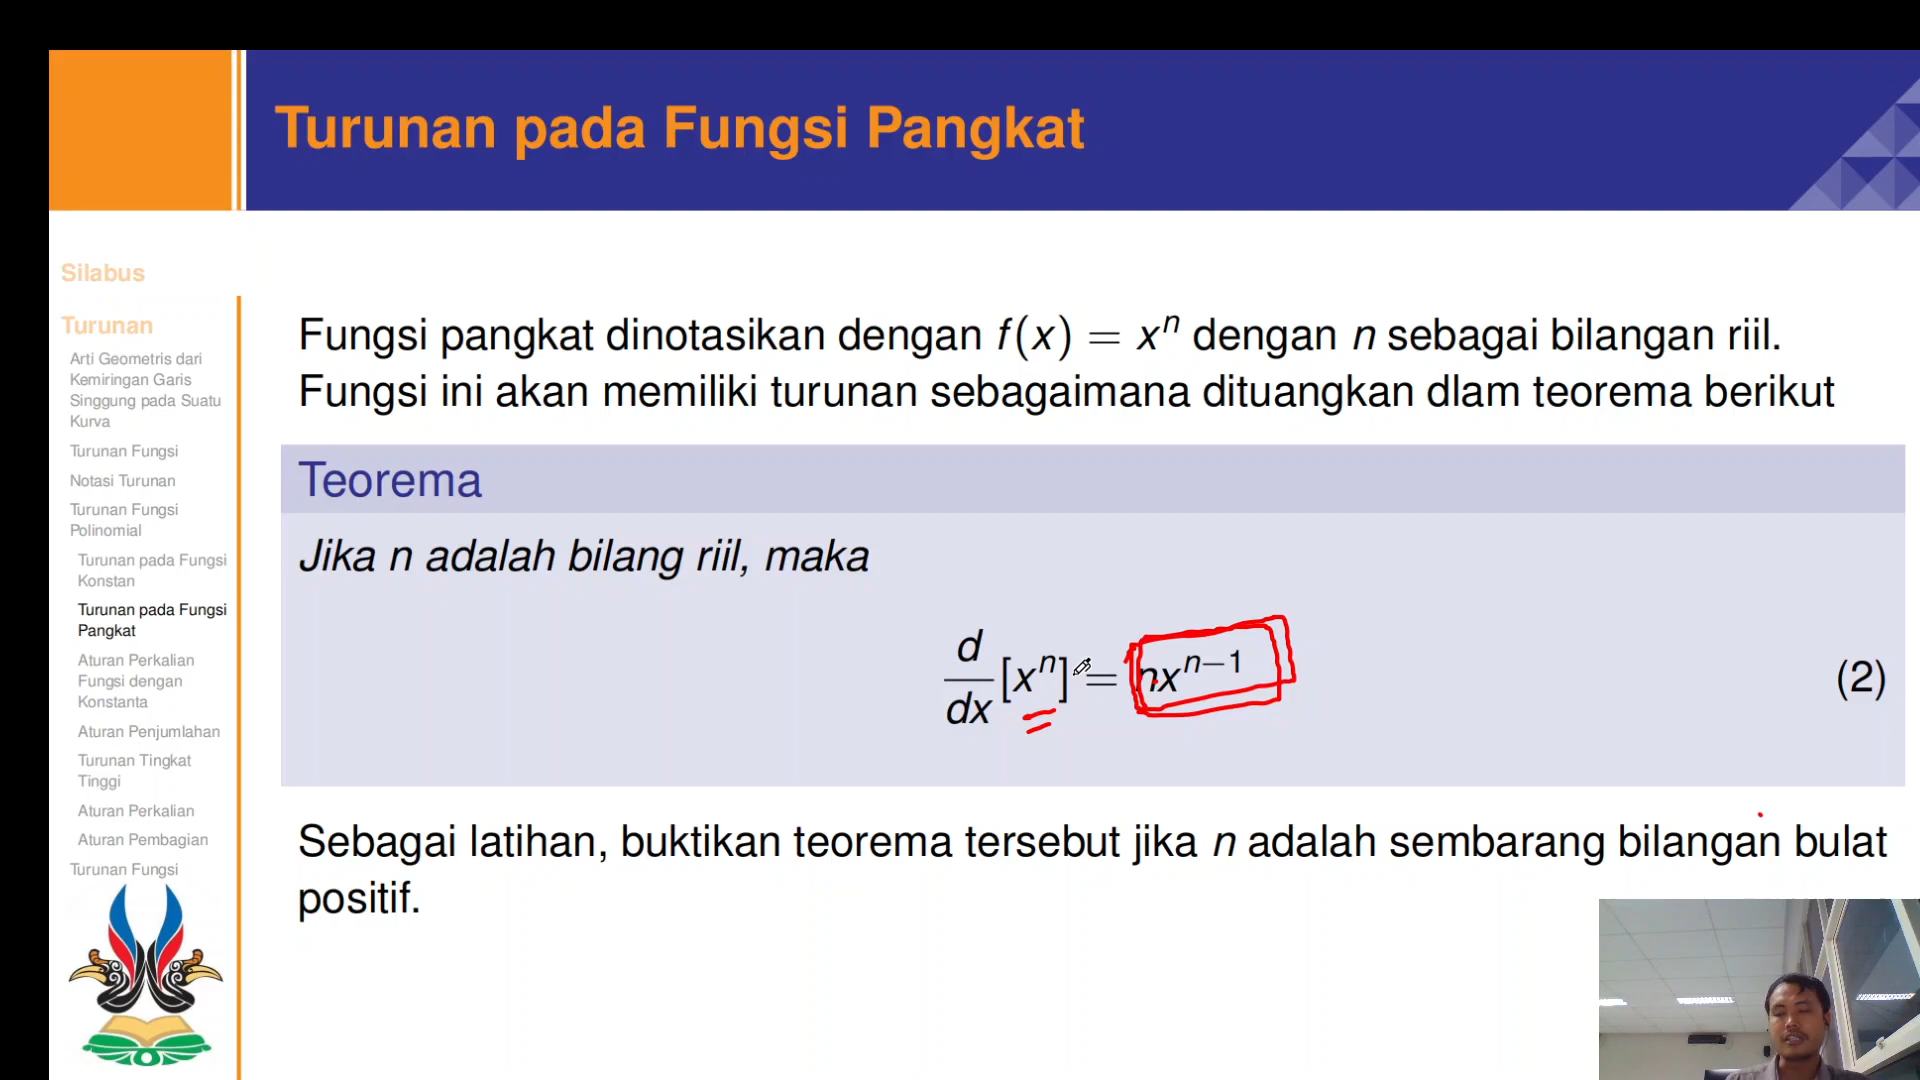 Turunan pada Fungsi Pangkat
Silabus
Turunan
Arti Geometris dari
Kemiringan Garis
Singgung pada Suatu
Kurva
Turunan Fungsi
Notasi Turunan
Turunan Fungsi
Polinomial
Turunan pada Fungsi
Konstan
Turunan pada Fungsi
Pangkat
Aturan Perkalian
Fungsi dengan
Konstanta
Aturan Penjumlahan
Turunan Tingkat
Tinggi
Aturan Perkalian
Aturan Pembagian
Turunan Fungsi
Fungsi pangkat dinotasikan dengan f(x) = xⁿ dengan n sebagai bilangan riil.
Fungsi ini akan memiliki turunan sebagaimana dituangkan dlam teorema berikut
Teorema
Jika n adalah bilang riil, maka
d/dx [xⁿ] = nxⁿ⁻¹ (2)
Sebagai latihan, buktikan teorema tersebut jika n adalah sembarang bilangan bulat
positif.